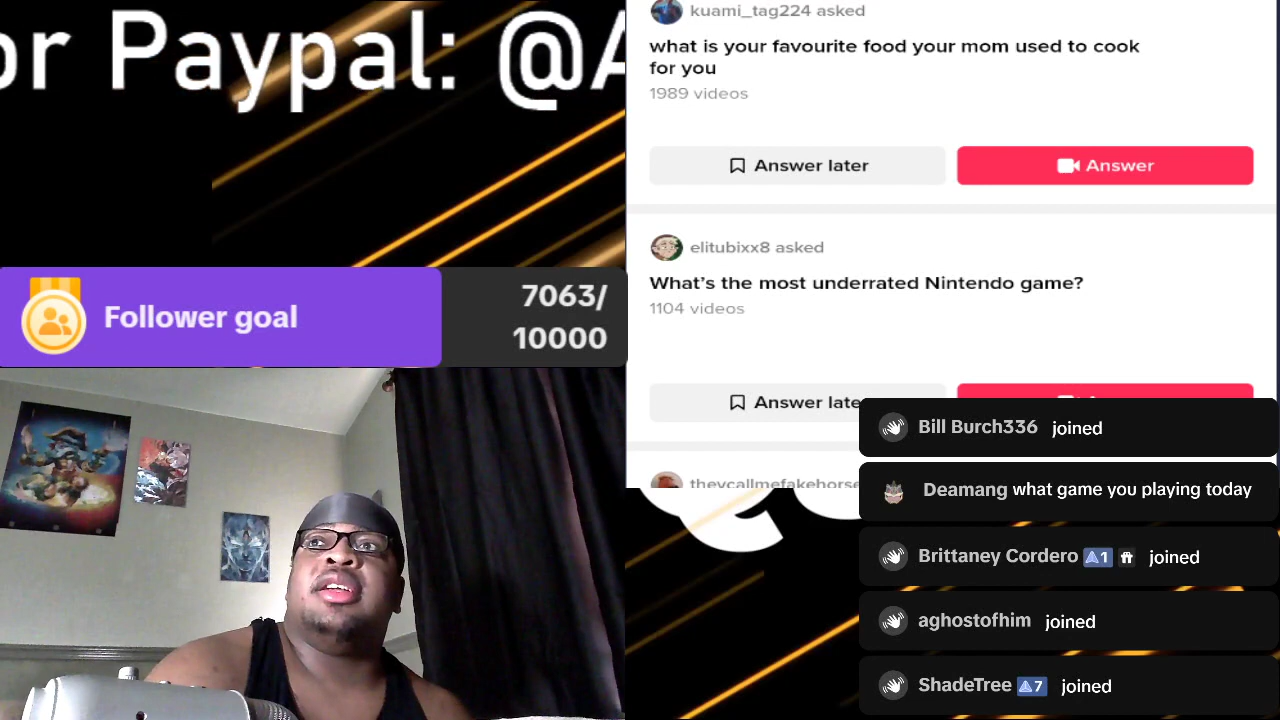 or Paypal: @A
kuami_tag224 asked
what is your favourite food your mom used to cook
for you
1989 videos
Answer later
Answer
elitubixx8 asked
What's the most underrated Nintendo game?
1104 videos
Answer late
Follower goal
7063/
10000
theycallmefakehorse
Bill Burch336 joined
Deamang what game you playing today
Brittaney Cordero 1 joined
aghostofhim joined
ShadeTree 7 joined